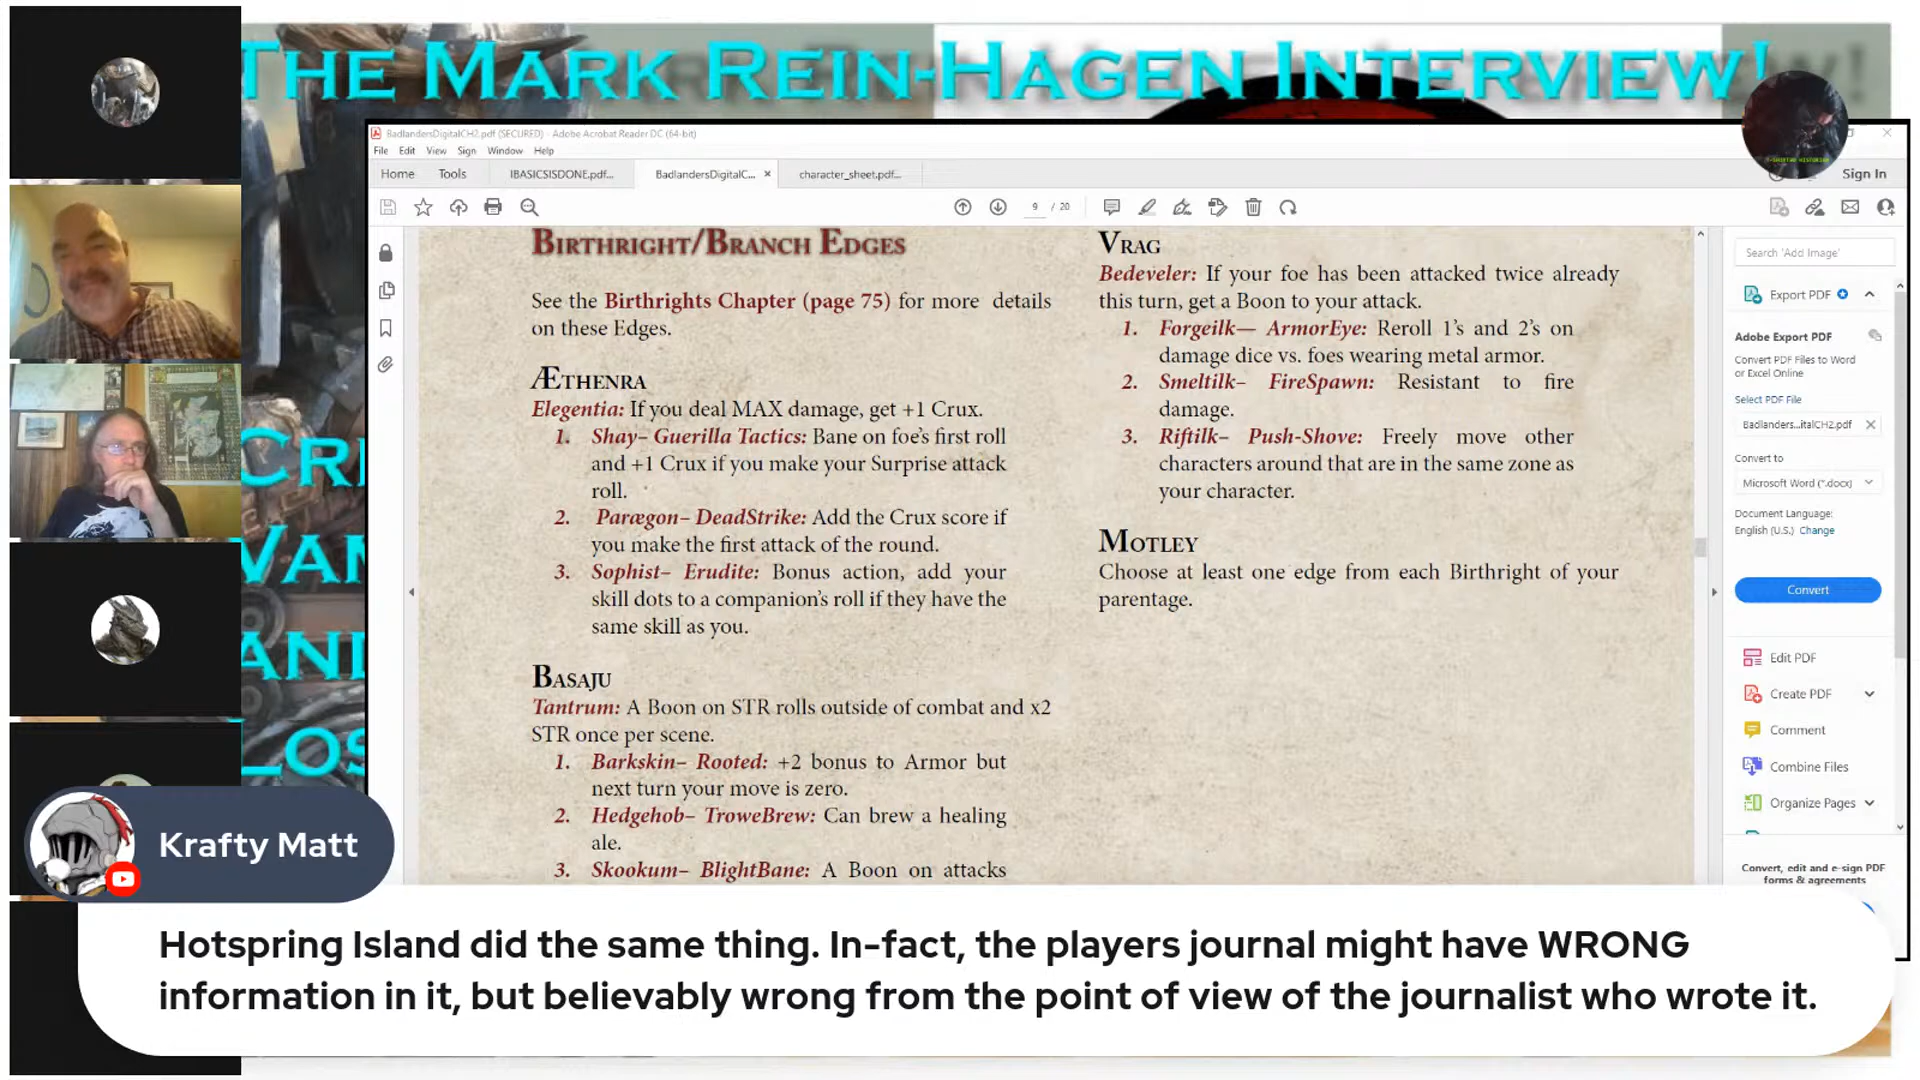 THE MARK REIN-HAGEN INTERVIEW!
BadlandersDigitalCH2.pdf (SECURED) - Adobe Acrobat Reader DC (64-bit)
File Edit View Sign Window Help
Home Tools IBASICSISDONE.pdf... BadlandersDigitalC... × character_sheet.pdf... Sign In
9 / 20
BIRTHRIGHT/BRANCH EDGES
See the Birthrights Chapter (page 75) for more details
on these Edges.
ÆTHENRA
Elegentia: If you deal MAX damage, get +1 Crux.
1. Shay– Guerilla Tactics: Bane on foe's first roll
and +1 Crux if you make your Surprise attack
roll.
2. Parægon– DeadStrike: Add the Crux score if
you make the first attack of the round.
3. Sophist– Erudite: Bonus action, add your
skill dots to a companion's roll if they have the
same skill as you.
BASAJU
Tantrum: A Boon on STR rolls outside of combat and x2
STR once per scene.
1. Barkskin– Rooted: +2 bonus to Armor but
next turn your move is zero.
2. Hedgehob– TroweBrew: Can brew a healing
ale.
3. Skookum– BlightBane: A Boon on attacks
VRAG
Bedeveler: If your foe has been attacked twice already
this turn, get a Boon to your attack.
1. Forgeilk— ArmorEye: Reroll 1's and 2's on
damage dice vs. foes wearing metal armor.
2. Smeltilk– FireSpawn: Resistant to fire
damage.
3. Riftilk– Push-Shove: Freely move other
characters around that are in the same zone as
your character.
MOTLEY
Choose at least one edge from each Birthright of your
parentage.
Search 'Add Image'
Export PDF
Adobe Export PDF
Convert PDF Files to Word
or Excel Online
Select PDF File
Badlanders...italCH2.pdf
Convert to
Microsoft Word (*.docx)
Document Language:
English (U.S.) Change
Convert
Edit PDF
Create PDF
Comment
Combine Files
Organize Pages
Convert, edit and e-sign PDF
forms & agreements
CRI
VAM
AND
LOS
Krafty Matt
Hotspring Island did the same thing. In-fact, the players journal might have WRONG
information in it, but believably wrong from the point of view of the journalist who wrote it.